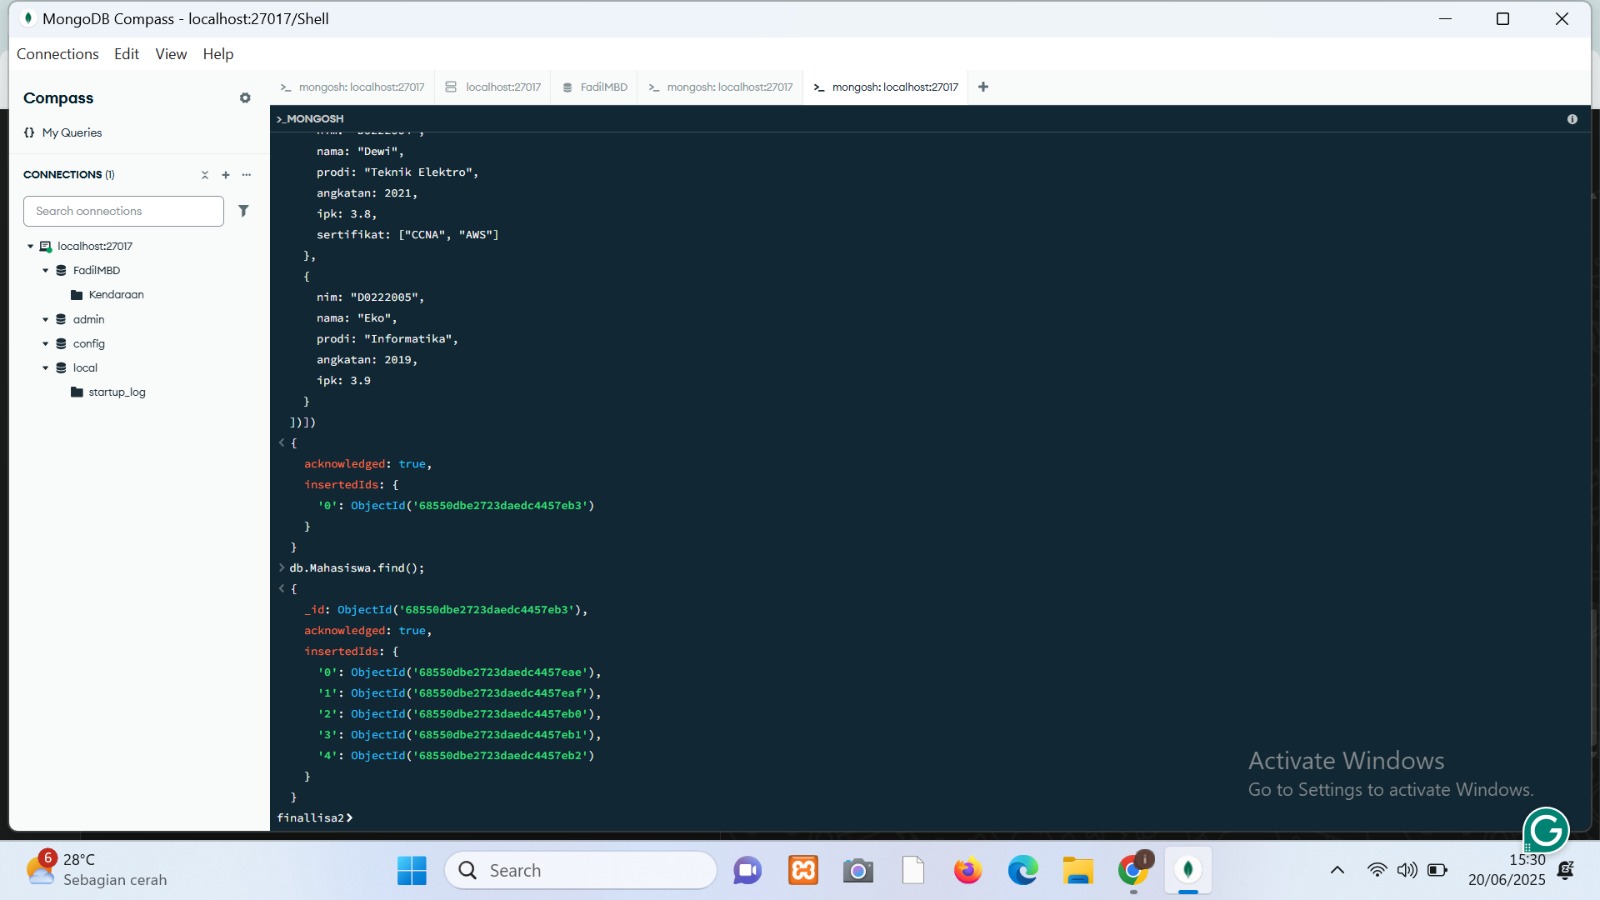 MongoDB Compass - localhost:27017/Shell
Connections Edit View Help
Compass
{} My Queries
CONNECTIONS (1)
Search connections
localhost:27017
FadilMBD
Kendaraan
admin
config
local
startup_log
>_ mongosh: localhost:27017
localhost:27017
FadilMBD
>_ mongosh: localhost:27017
>_ mongosh: localhost:27017
>_MONGOSH
nama: "Dewi",
prodi: "Teknik Elektro",
angkatan: 2021,
ipk: 3.8,
sertifikat: ["CCNA", "AWS"]
},
{
nim: "D0222005",
nama: "Eko",
prodi: "Informatika",
angkatan: 2019,
ipk: 3.9
}
])])
< {
acknowledged: true,
insertedIds: {
'0': ObjectId('68550dbe2723daedc4457eb3')
}
}
> db.Mahasiswa.find();
< {
_id: ObjectId('68550dbe2723daedc4457eb3'),
acknowledged: true,
insertedIds: {
'0': ObjectId('68550dbe2723daedc4457eae'),
'1': ObjectId('68550dbe2723daedc4457eaf'),
'2': ObjectId('68550dbe2723daedc4457eb0'),
'3': ObjectId('68550dbe2723daedc4457eb1'),
'4': ObjectId('68550dbe2723daedc4457eb2')
}
}
finallisa2>
Activate Windows
Go to Settings to activate Windows.
6
28°C
Sebagian cerah
Search
15:30
20/06/2025